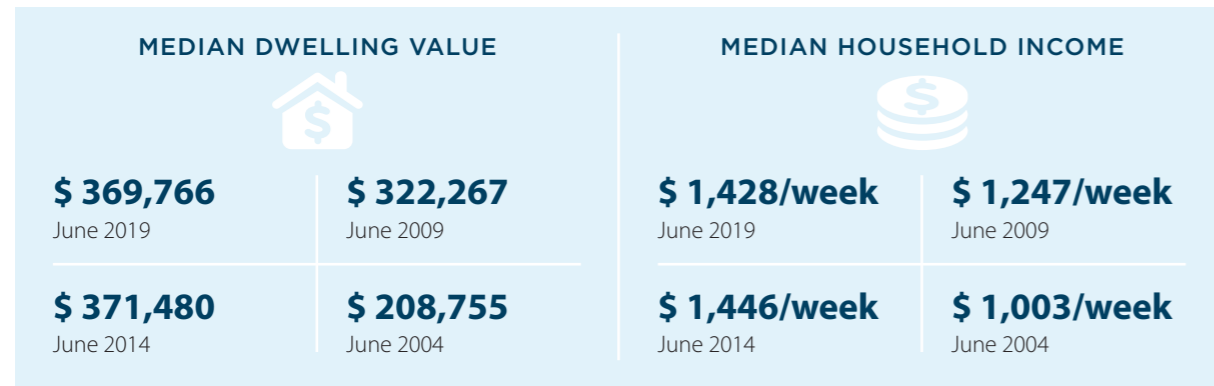 MEDIAN DWELLING VALUE
$
$ 369,766
June 2019
$ 322,267
June 2009
$ 371,480
June 2014
$ 208,755
June 2004
MEDIAN HOUSEHOLD INCOME
$
$ 1,428/week
June 2019
$ 1,247/week
June 2009
$ 1,446/week
June 2014
$ 1,003/week
June 2004